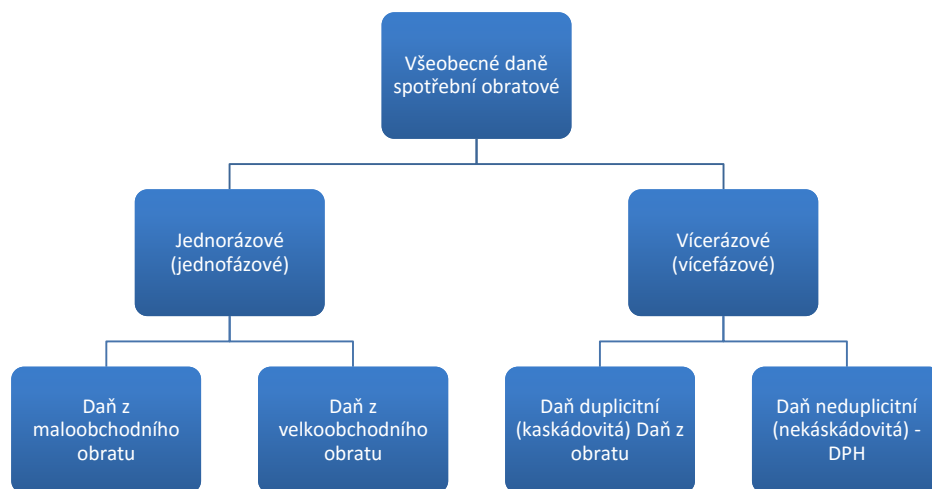 Všeobecné daně
spotřební obratové
Jednorázové
(jednofázové)
Vícerázové
(vícefázové)
Daň z
maloobchodního
obratu
Daň z
velkoobchodního
obratu
Daň duplicitní
(kaskádovitá) Daň z
obratu
Daň neduplicitní
(nekáskádovitá) -
DPH